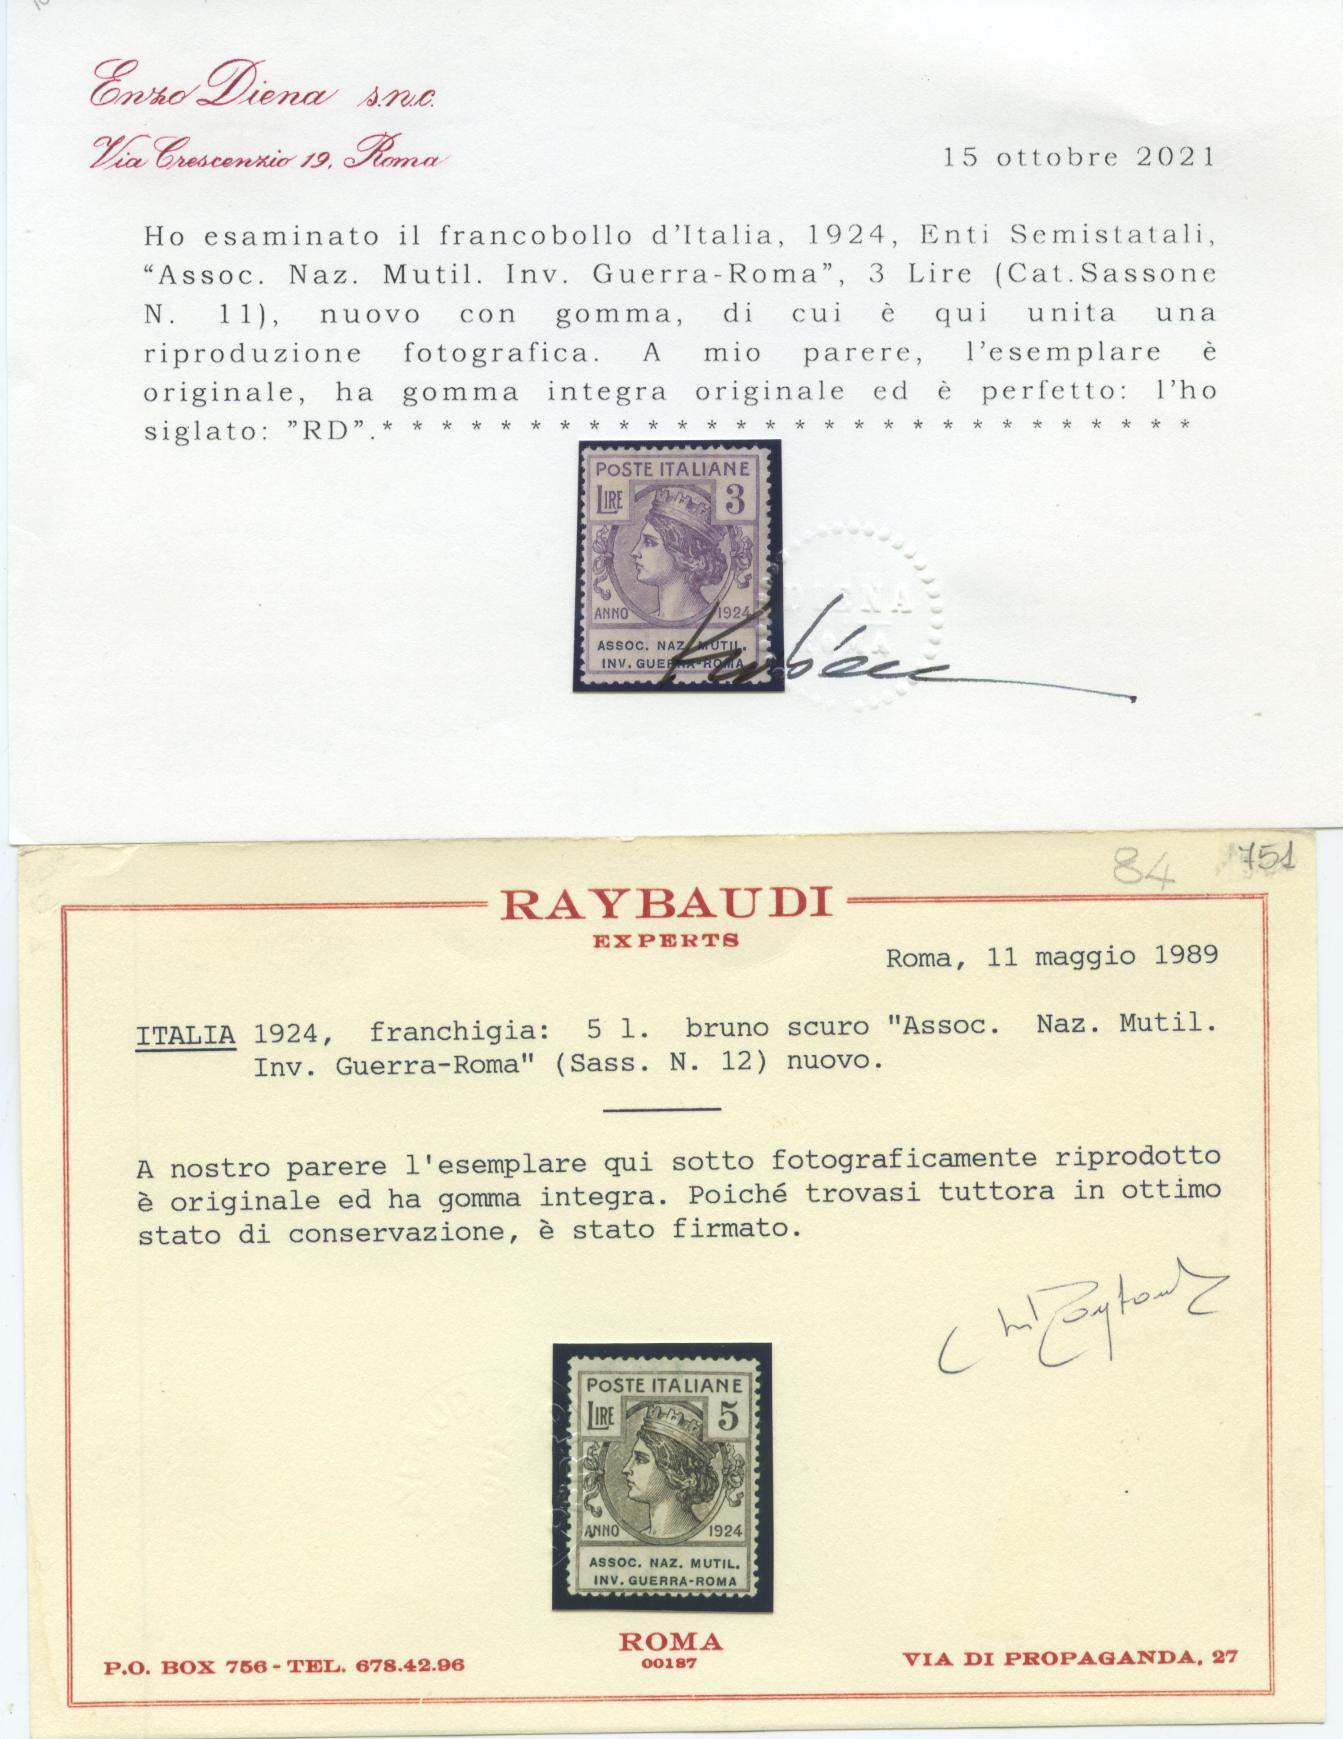 Enzo Diena s.n.c.
Via Crescenzio 19, Roma
15 ottobre 2021
Ho esaminato il francobollo d'Italia, 1924, Enti Semistatali,
“Assoc. Naz. Mutil. Inv. Guerra-Roma”, 3 Lire (Cat.Sassone
N. 11), nuovo con gomma, di cui è qui unita una
riproduzione fotografica. A mio parere, l'esemplare è
originale, ha gomma integra originale ed è perfetto: l'ho
siglato: ”RD”.* * * * * * * * * * * * * * * * * * * * * * * * * * * *
POSTE ITALIANE
LIRE 3
ANNO 1924
ASSOC. NAZ. MUTIL.
INV. GUERRA-ROMA
84 751
RAYBAUDI
EXPERTS
Roma, 11 maggio 1989
ITALIA 1924, franchigia: 5 l. bruno scuro "Assoc. Naz. Mutil.
Inv. Guerra-Roma" (Sass. N. 12) nuovo.
A nostro parere l'esemplare qui sotto fotograficamente riprodotto
è originale ed ha gomma integra. Poiché trovasi tuttora in ottimo
stato di conservazione, è stato firmato.
POSTE ITALIANE
LIRE 5
ANNO 1924
ASSOC. NAZ. MUTIL.
INV. GUERRA-ROMA
P.O. BOX 756 - TEL. 678.42.96
ROMA
00187
VIA DI PROPAGANDA, 27